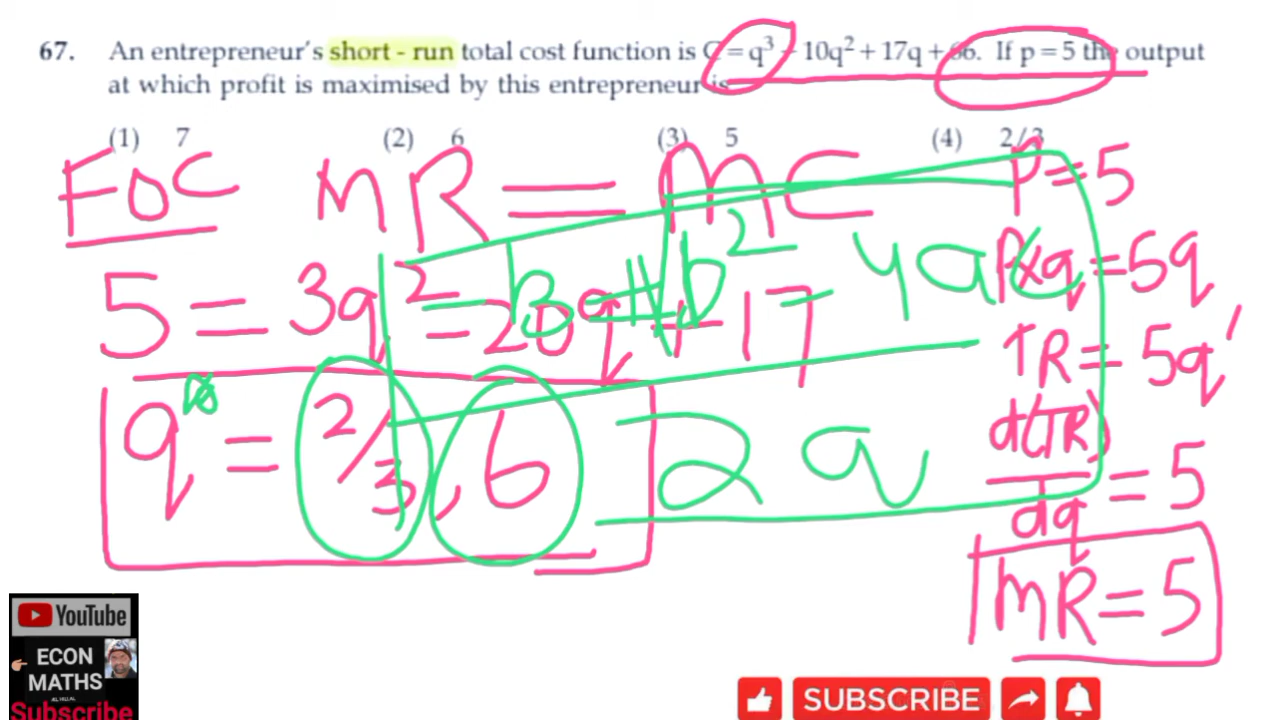 67. An entrepreneur's short - run total cost function is C = q³ - 10q² + 17q + 66. If p = 5 the output
at which profit is maximised by this entrepreneur is
(1) 7 (2) 6 (3) 5 (4) 2/3
FOC MR = MC P = 5
5 = 3q² - 20q + 17 P×q = 5q
TR = 5q'
q* = 2/3, 6 d(TR)/dq = 5
2a
MR = 5
YouTube
ECON
MATHS
Subscribe
SUBSCRIBE